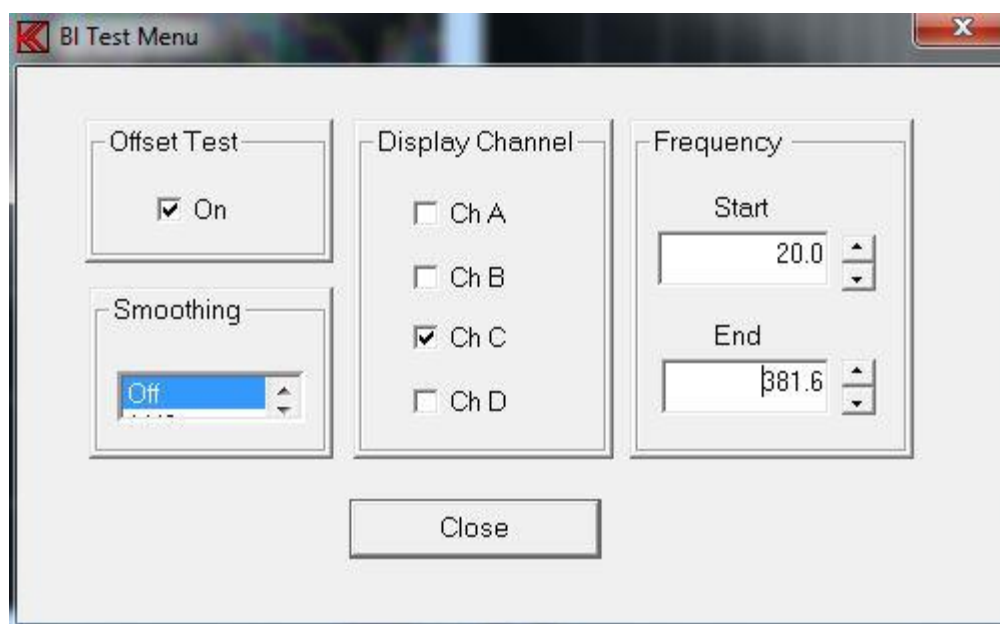 BI Test Menu
Offset Test
On
Smoothing
Off
Display Channel
Ch A
Ch B
Ch C
Ch D
Frequency
Start
20.0
End
381.6
Close